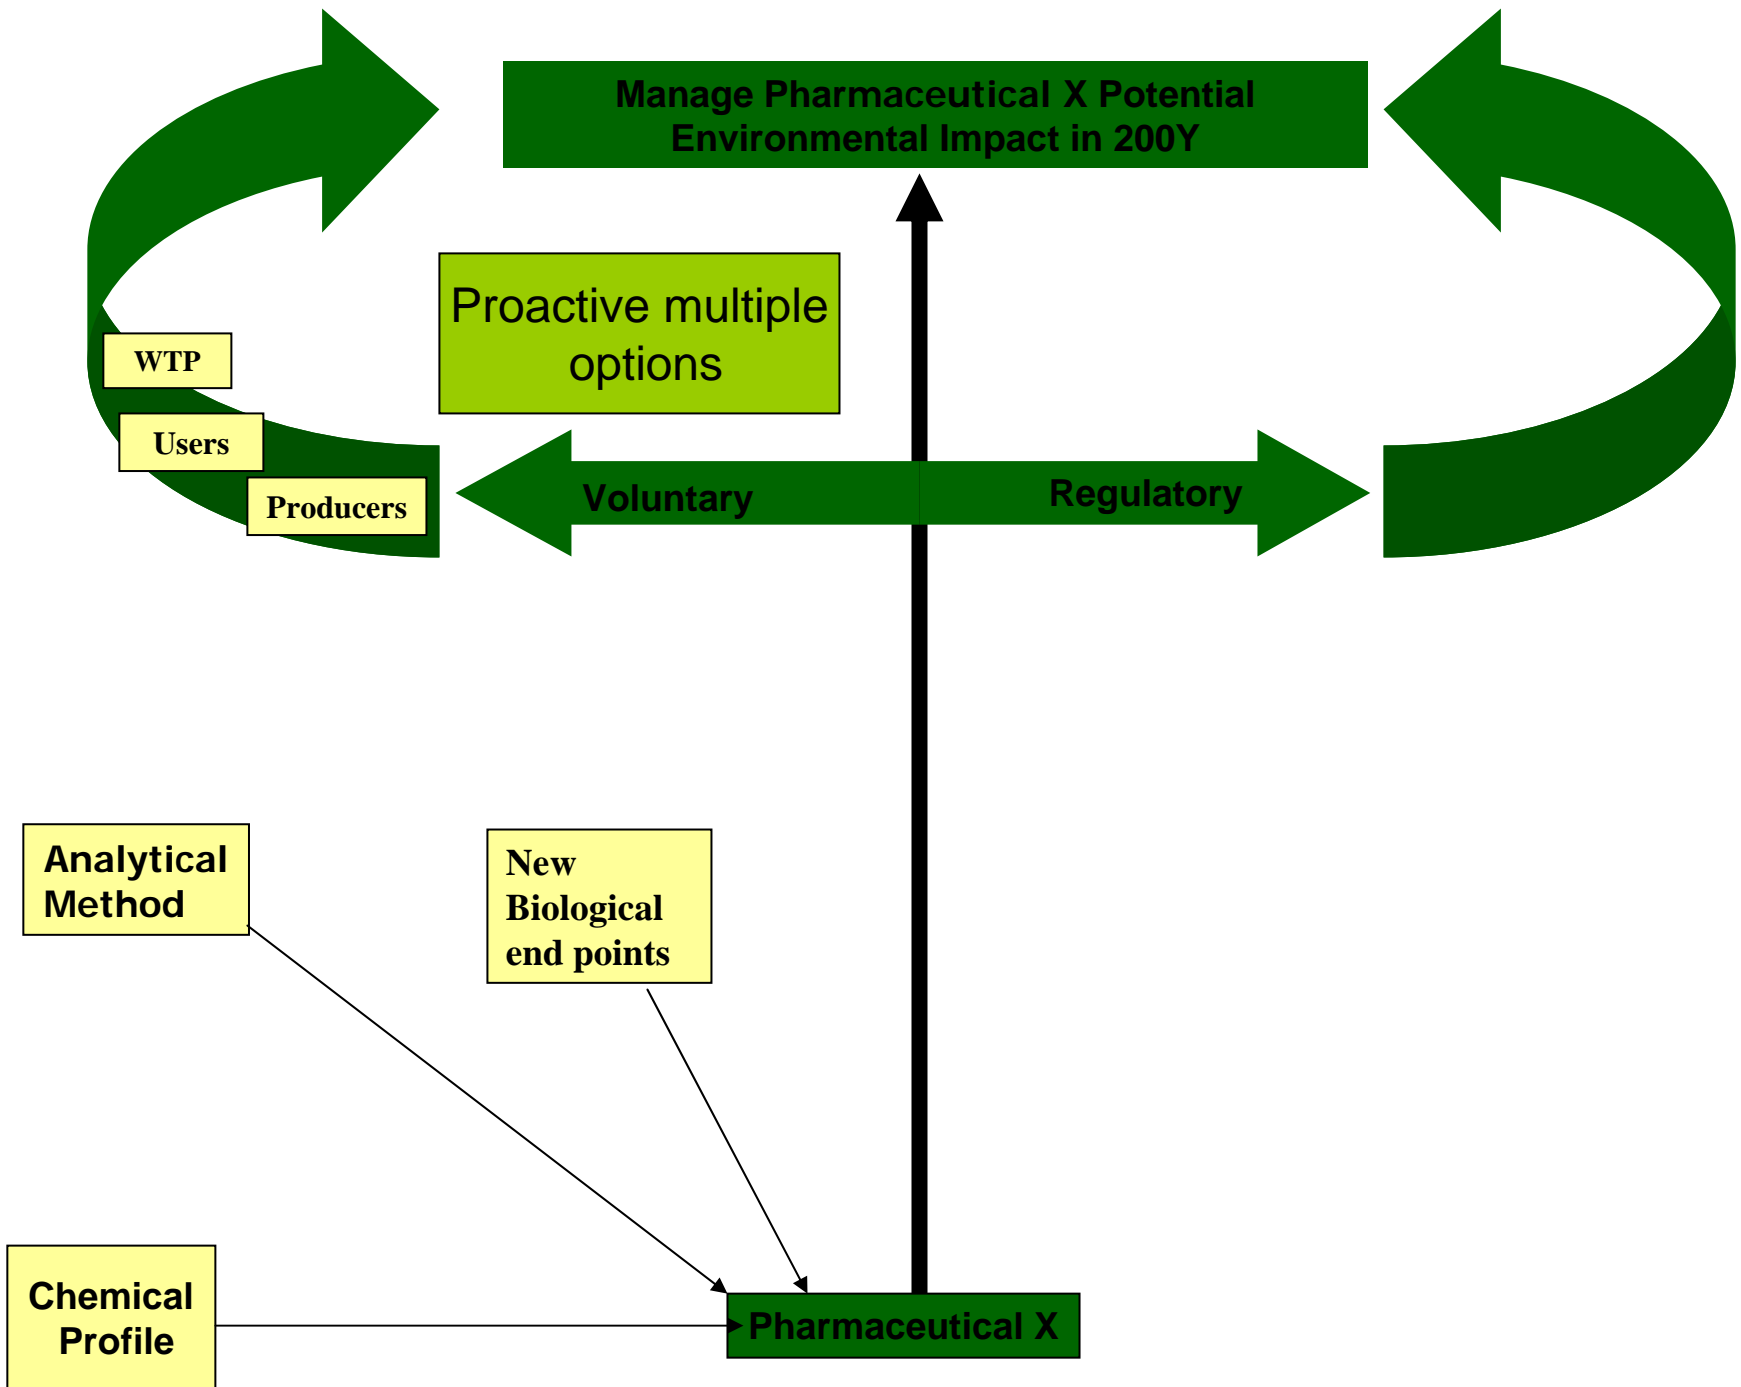 Manage Pharmaceutical X Potential
Environmental Impact in 200Y
Proactive multiple
options
WTP
Users
Producers
Voluntary
Regulatory
Analytical
Method
New
Biological
end points
Chemical
Profile
Pharmaceutical X